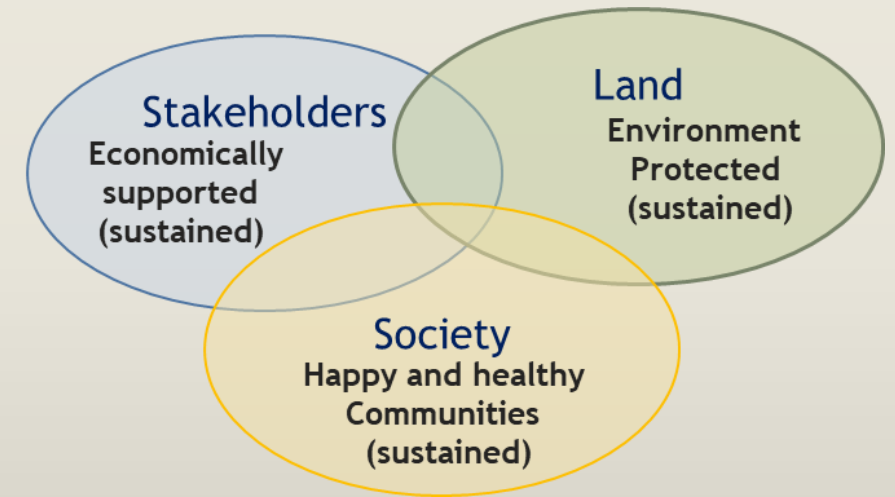 Stakeholders
Economically
supported
(sustained)
Land
Environment
Protected
(sustained)
Society
Happy and healthy
Communities
(sustained)